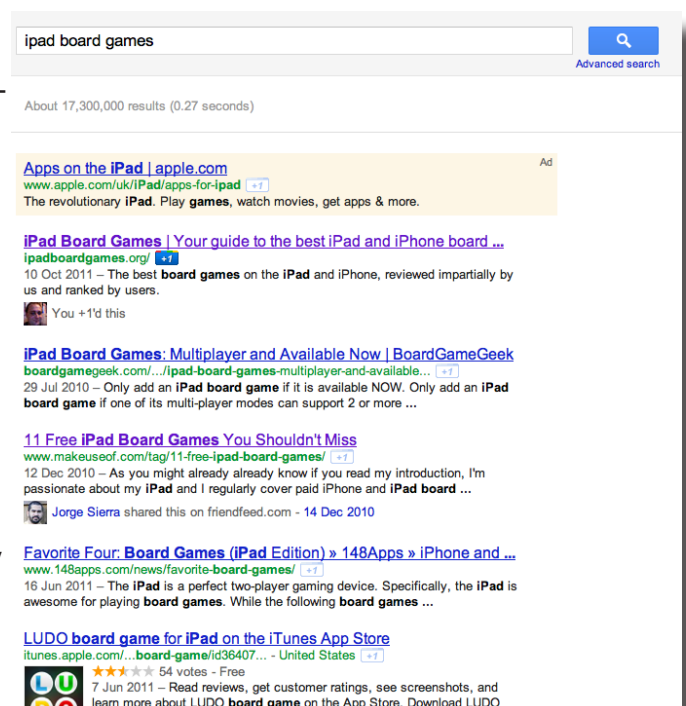 ipad board games
Advanced search
About 17,300,000 results (0.27 seconds)
Apps on the iPad | apple.com
Ad
www.apple.com/uk/iPad/apps-for-ipad +1
The revolutionary iPad. Play games, watch movies, get apps & more.
iPad Board Games | Your guide to the best iPad and iPhone board ...
ipadboardgames.org/ +1
10 Oct 2011 – The best board games on the iPad and iPhone, reviewed impartially by
us and ranked by users.
You +1'd this
iPad Board Games: Multiplayer and Available Now | BoardGameGeek
boardgamegeek.com/.../ipad-board-games-multiplayer-and-available... +1
29 Jul 2010 – Only add an iPad board game if it is available NOW. Only add an iPad
board game if one of its multi-player modes can support 2 or more ...
11 Free iPad Board Games You Shouldn't Miss
www.makeuseof.com/tag/11-free-ipad-board-games/ +1
12 Dec 2010 – As you might already already know if you read my introduction, I'm
passionate about my iPad and I regularly cover paid iPhone and iPad board ...
Jorge Sierra shared this on friendfeed.com - 14 Dec 2010
Favorite Four: Board Games (iPad Edition) » 148Apps » iPhone and ...
www.148apps.com/news/favorite-board-games/ +1
16 Jun 2011 – The iPad is a perfect two-player gaming device. Specifically, the iPad is
awesome for playing board games. While the following board games ...
LUDO board game for iPad on the iTunes App Store
itunes.apple.com/...board-game/id36407... - United States +1
54 votes - Free
LU
7 Jun 2011 – Read reviews, get customer ratings, see screenshots, and
learn more about LUDO board game on the App Store. Download LUDO